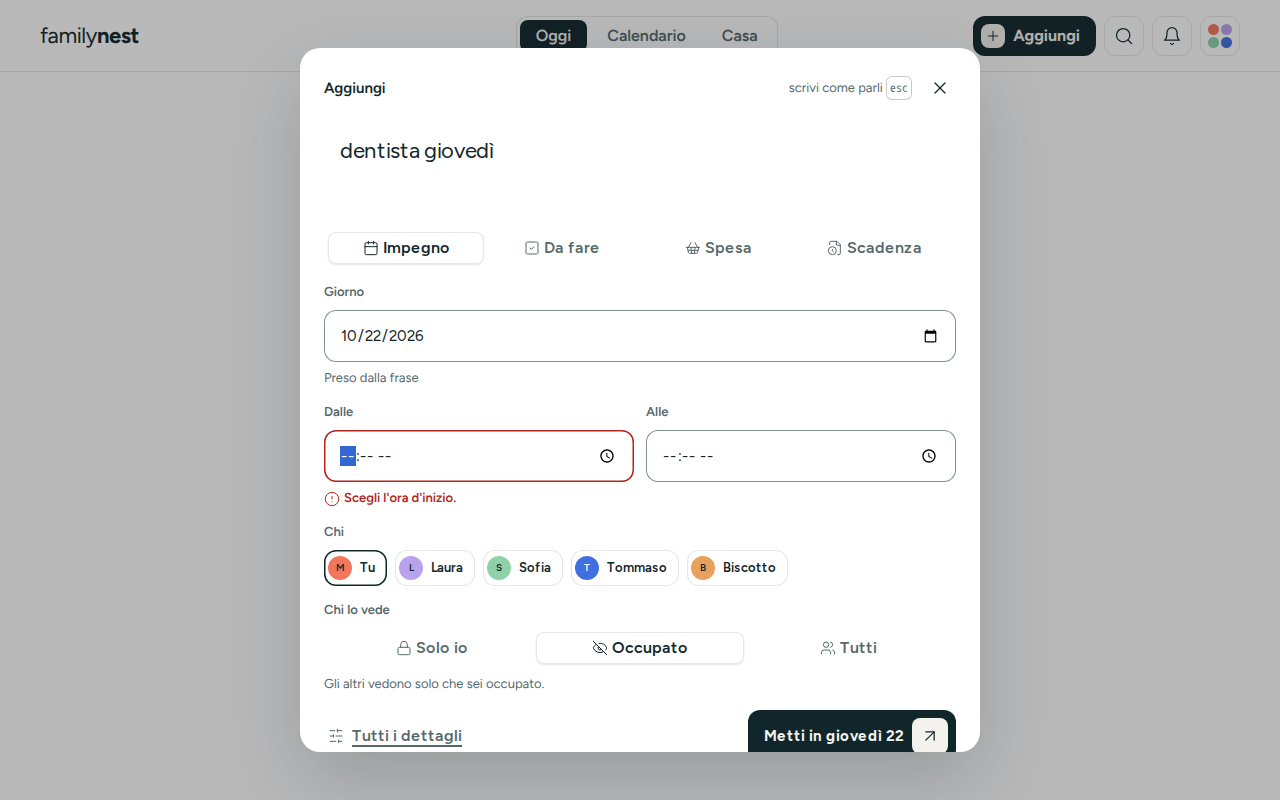 familynest
Oggi
Calendario
Casa
Aggiungi
Aggiungi
scrivi come parli esc
dentista giovedì
Impegno
Da fare
Spesa
Scadenza
Giorno
10/22/2026
Preso dalla frase
Dalle
Alle
--:-- --
--:-- --
Scegli l'ora d'inizio.
Chi
M Tu
L Laura
S Sofia
T Tommaso
B Biscotto
Chi lo vede
Solo io
Occupato
Tutti
Gli altri vedono solo che sei occupato.
Tutti i dettagli
Metti in giovedì 22